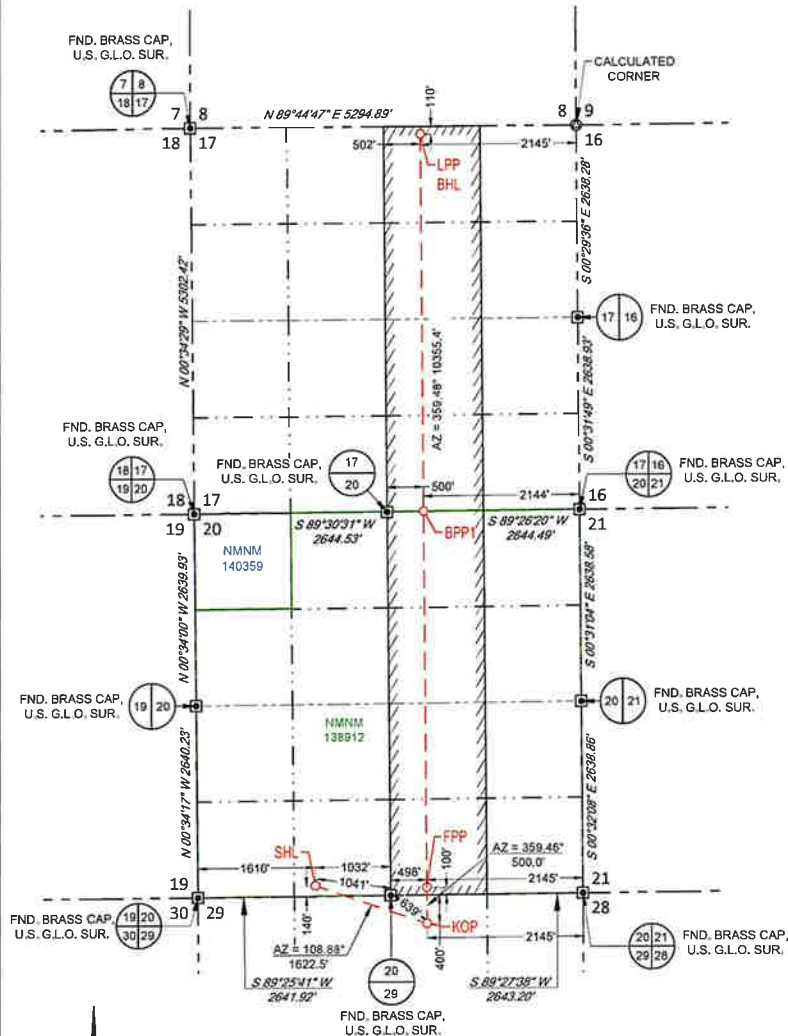 FND. BRASS CAP,
U.S. G.L.O. SUR.
7 8
18 17
7 8
18 17
N 89°44'47" E 5294.89'
110'
CALCULATED
CORNER
8 9
16
502'
2145'
LPP
BHL
S 00°29'36" E 2638.28'
N 00°34'29" W 5302.42'
17 16
FND. BRASS CAP,
U.S. G.L.O. SUR.
AZ = 359.48° 10355.4'
S 00°31'49" E 2638.93'
FND. BRASS CAP,
U.S. G.L.O. SUR.
18 17
19 20
18 17
19 20
FND. BRASS CAP,
U.S. G.L.O. SUR.
17
20
500'
2144'
16
21
17 16
20 21
FND. BRASS CAP,
U.S. G.L.O. SUR.
S 89°30'31" W
2644.53'
BPP1
S 89°26'20" W
2644.49'
NMNM
140359
N 00°34'00" W 2639.93'
S 00°31'04" E 2638.58'
FND. BRASS CAP,
U.S. G.L.O. SUR.
19 20
20 21
FND. BRASS CAP,
U.S. G.L.O. SUR.
NMNM
138912
N 00°34'17" W 2640.23'
S 00°32'08" E 2638.86'
SHL
FPP
AZ = 359.46°
500.0'
1610'
1032'
1041'
498'
100'
2145'
19
30 29
21
28
140'
639'
KOP
FND. BRASS CAP,
U.S. G.L.O. SUR.
19 20
30 29
AZ = 108.88°
1622.5'
400'
2145'
20 21
29 28
FND. BRASS CAP,
U.S. G.L.O. SUR.
S 89°25'41" W
2641.92'
20
29
S 89°27'38" W
2643.20'
FND. BRASS CAP,
U.S. G.L.O. SUR.